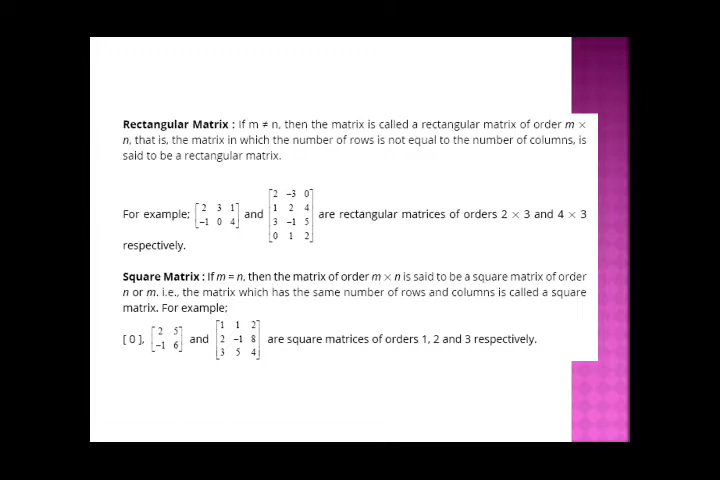 Rectangular Matrix : If m ≠ n, then the matrix is called a rectangular matrix of order m ×
n, that is, the matrix in which the number of rows is not equal to the number of columns, is
said to be a rectangular matrix.
For example; [2 3 1; −1 0 4] and [2 −3 0; 1 2 4; 3 −1 5; 0 1 2] are rectangular matrices of orders 2 × 3 and 4 × 3
respectively.
Square Matrix : If m = n, then the matrix of order m × n is said to be a square matrix of order
n or m. i.e., the matrix which has the same number of rows and columns is called a square
matrix. For example;
[ 0 ], [2 5; −1 6] and [1 1 2; 2 −1 8; 3 5 4] are square matrices of orders 1, 2 and 3 respectively.